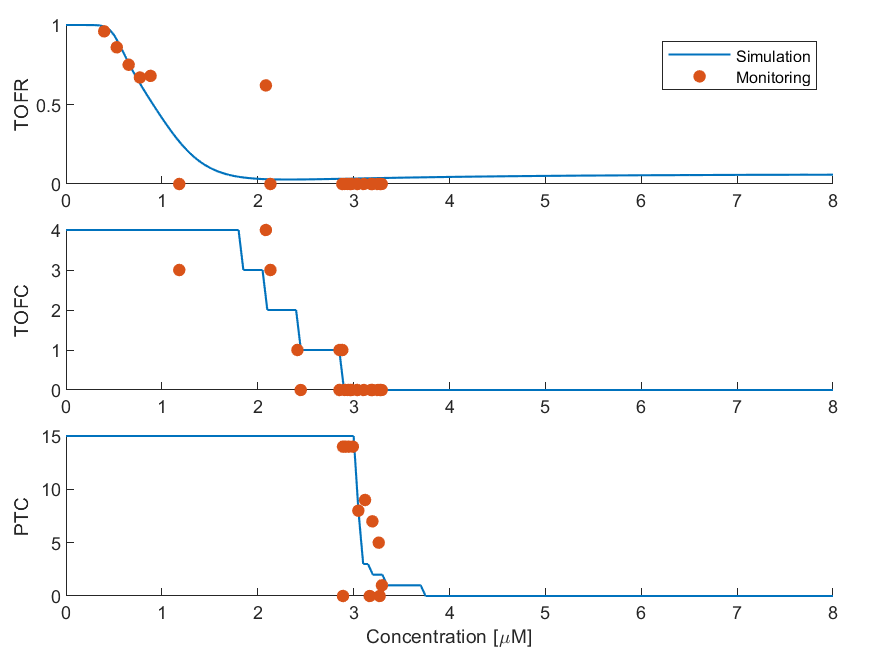 1
0.5
0
TOFR
0 1 2 3 4 5 6 7 8
Simulation
Monitoring
4
3
2
1
0
TOFC
0 1 2 3 4 5 6 7 8
15
10
5
0
PTC
0 1 2 3 4 5 6 7 8
Concentration [μM]